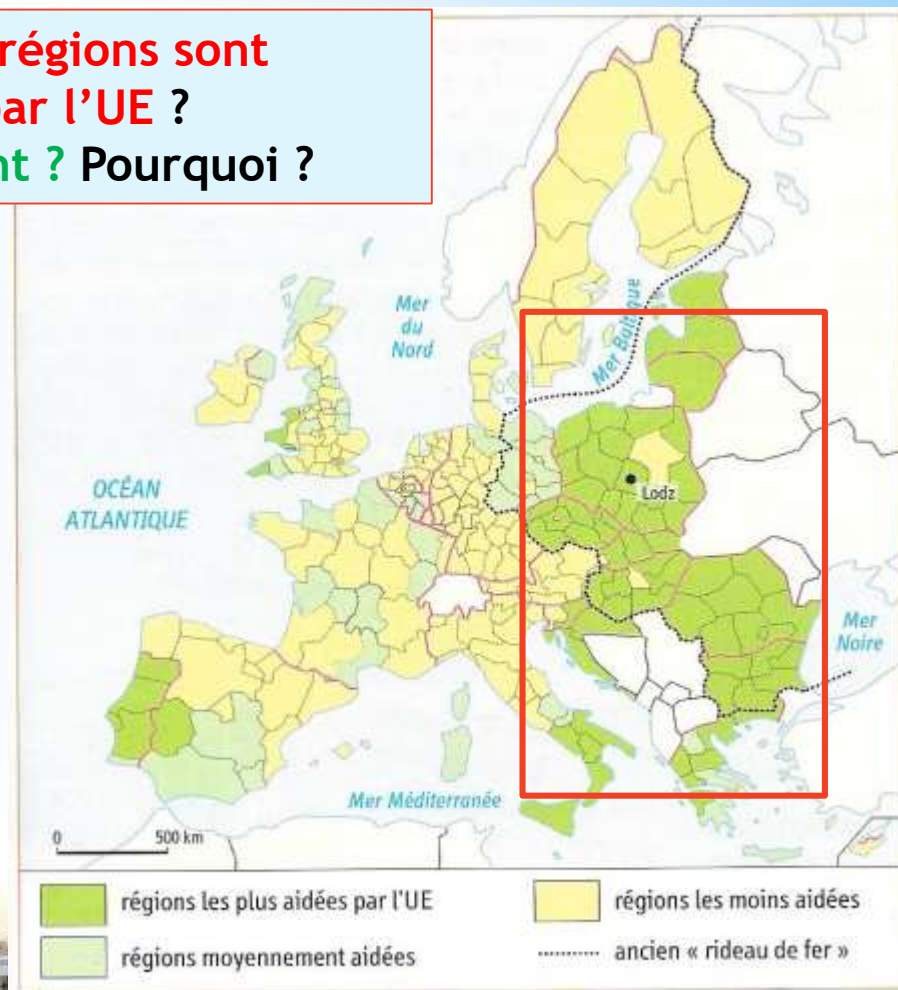 régions sont
par l’UE ?
nt ? Pourquoi ?
Mer
du
Nord
Mer Baltique
OCÉAN
ATLANTIQUE
Lodz
Mer
Noire
Mer Méditerranée
0 500 km
régions les plus aidées par l'UE
régions les moins aidées
régions moyennement aidées
ancien « rideau de fer »